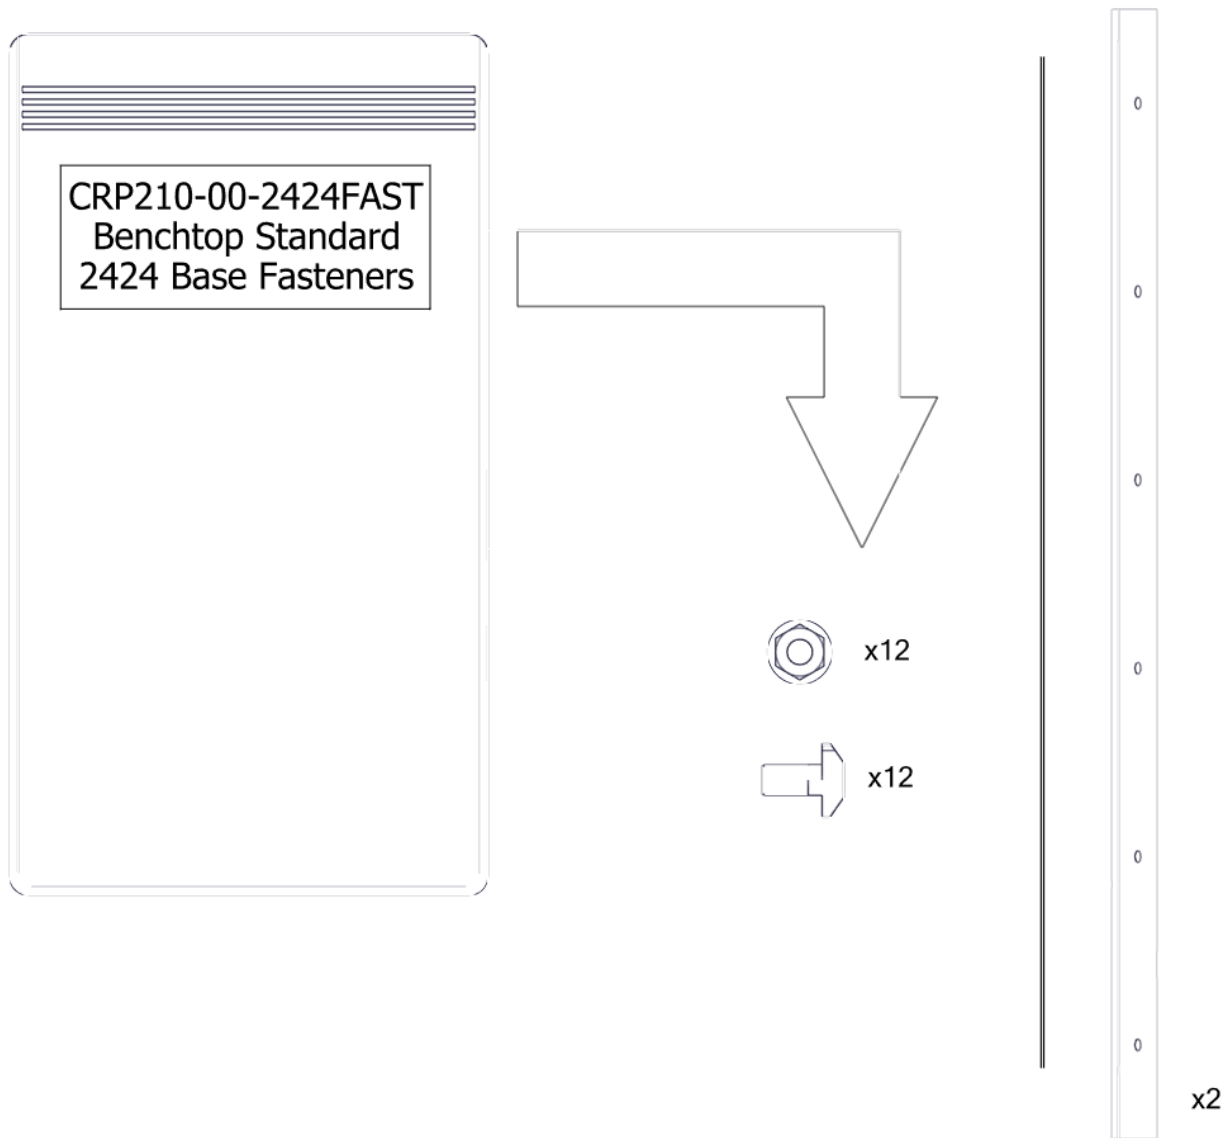 CRP210-00-2424FAST
Benchtop Standard
2424 Base Fasteners
x12
x12
x2